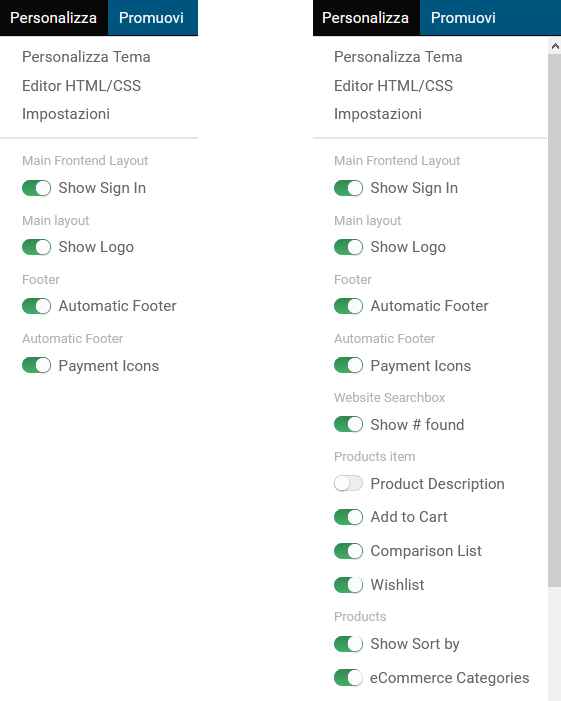 Personalizza Promuovi
Personalizza Tema
Editor HTML/CSS
Impostazioni
Main Frontend Layout
Show Sign In
Main layout
Show Logo
Footer
Automatic Footer
Automatic Footer
Payment Icons
Personalizza Promuovi
Personalizza Tema
Editor HTML/CSS
Impostazioni
Main Frontend Layout
Show Sign In
Main layout
Show Logo
Footer
Automatic Footer
Automatic Footer
Payment Icons
Website Searchbox
Show # found
Products item
Product Description
Add to Cart
Comparison List
Wishlist
Products
Show Sort by
eCommerce Categories